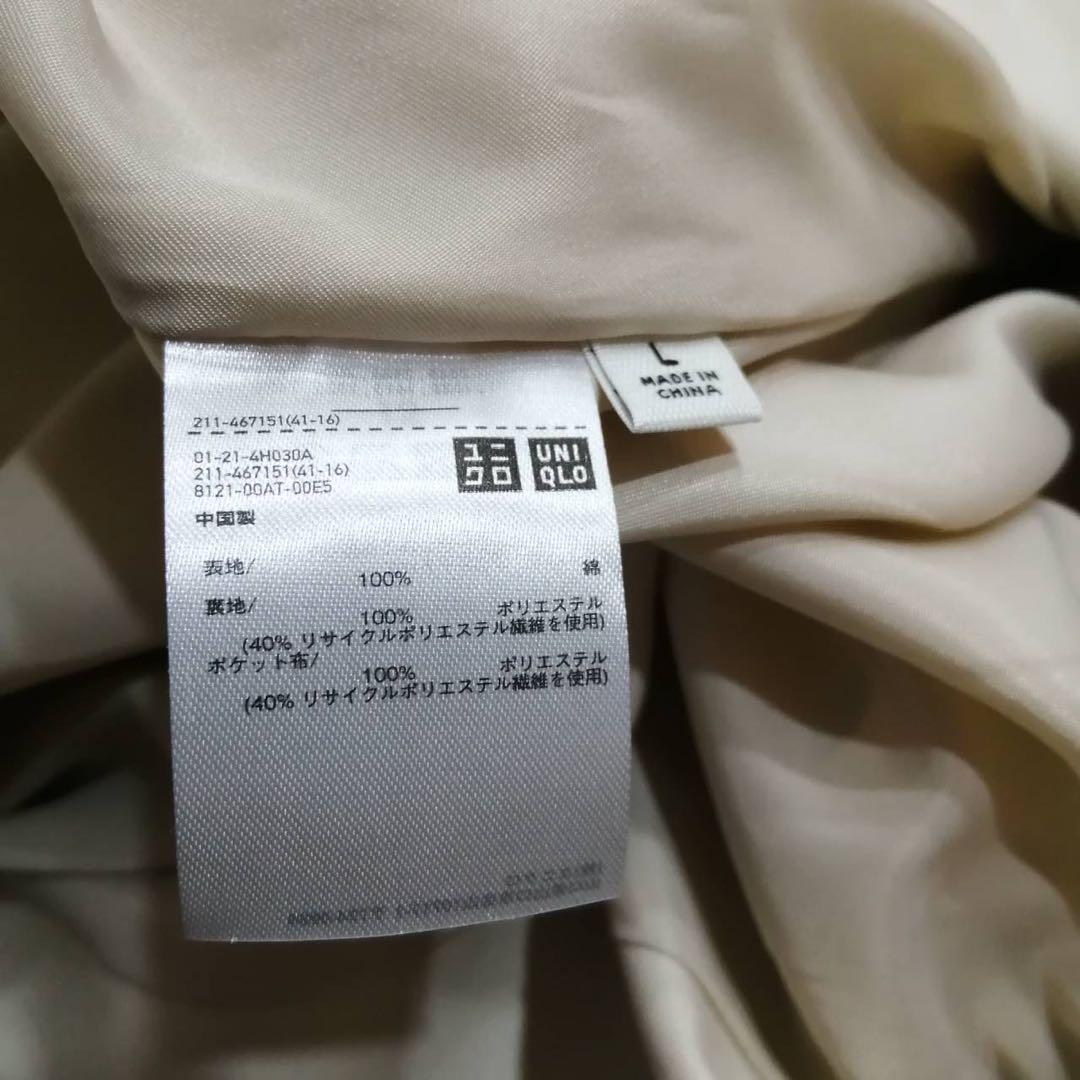 L
MADE IN
CHINA
211-467151(41-16)
01-21-4H030A
211-467151(41-16)
8121-00AT-00E5
ユニ
クロ
UNI
QLO
中国製
表地/
100% 綿
裏地/
100% ポリエステル
(40% リサイクルポリエステル繊維を使用)
ポケット布/
100% ポリエステル
(40% リサイクルポリエステル繊維を使用)